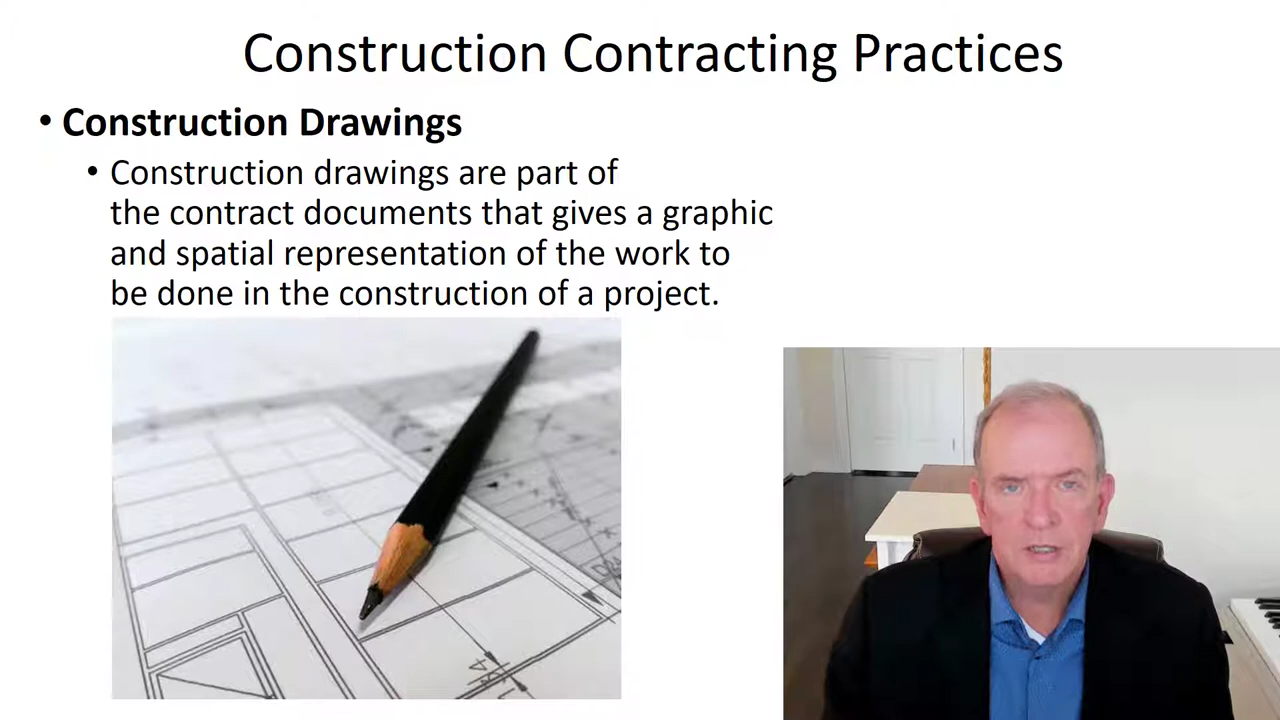 Construction Contracting Practices
• Construction Drawings
• Construction drawings are part of
the contract documents that gives a graphic
and spatial representation of the work to
be done in the construction of a project.